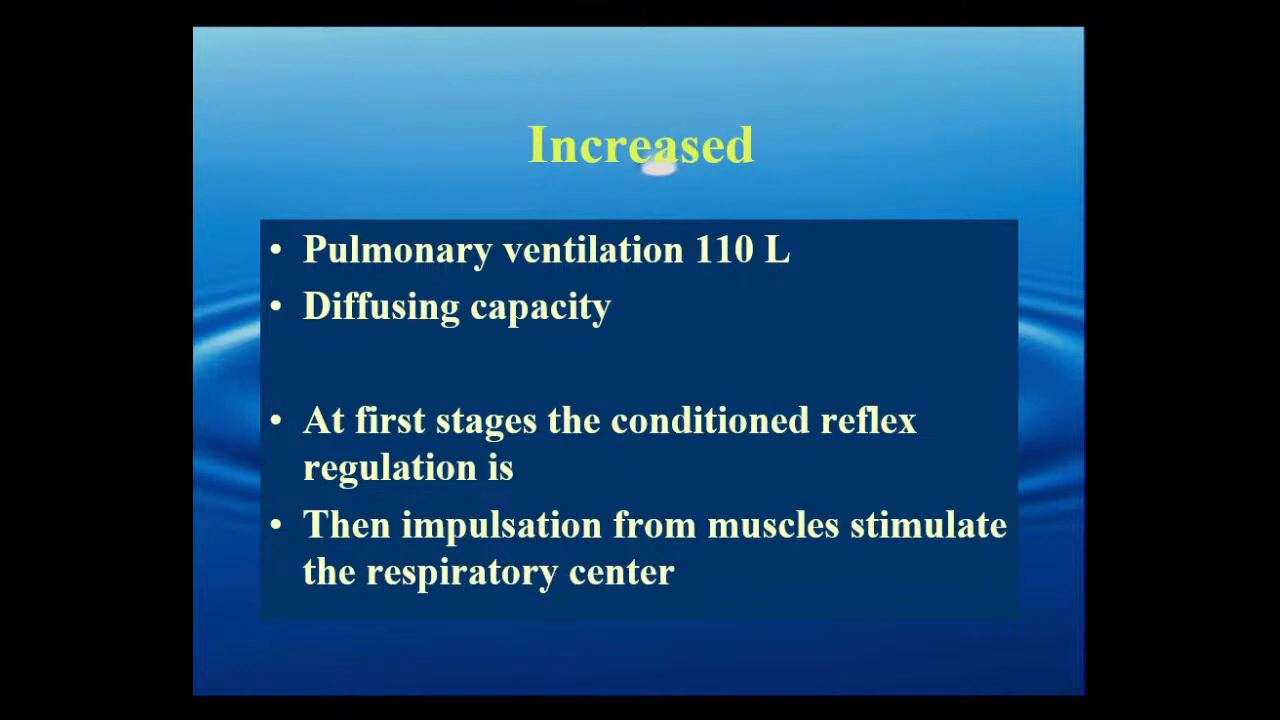 Increased
• Pulmonary ventilation 110 L
• Diffusing capacity
• At first stages the conditioned reflex
regulation is
• Then impulsation from muscles stimulate
the respiratory center